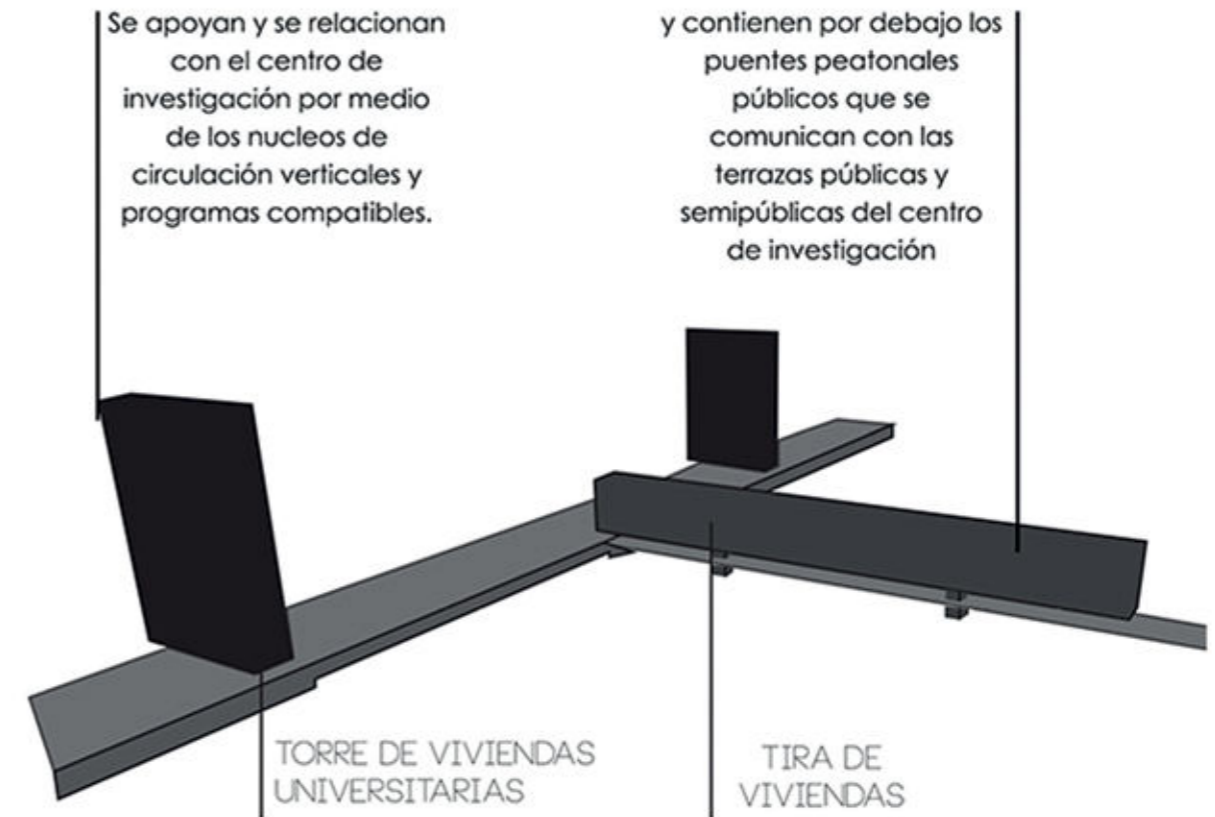 Se apoyan y se relacionan
con el centro de
investigación por medio
de los nucleos de
circulación verticales y
programas compatibles.
y contienen por debajo los
puentes peatonales
públicos que se
comunican con las
terrazas públicas y
semipúblicas del centro
de investigación
TORRE DE VIVIENDAS
UNIVERSITARIAS
TIRA DE
VIVIENDAS